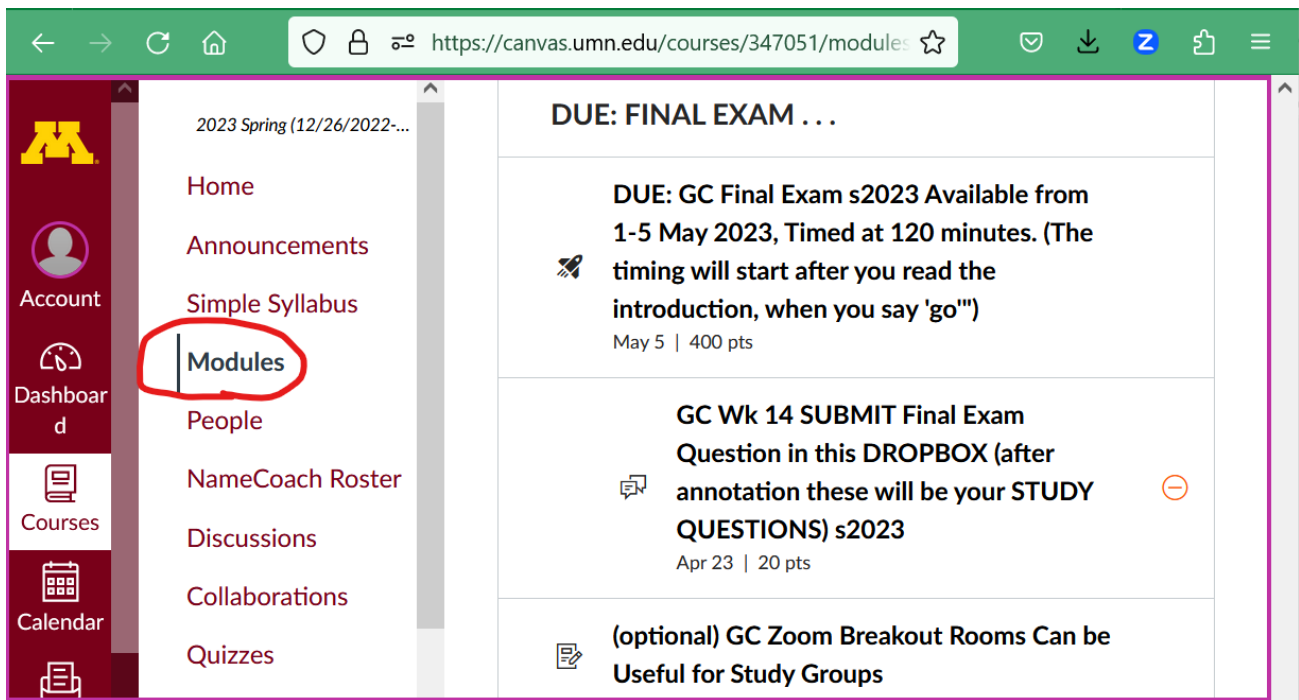 https://canvas.umn.edu/courses/347051/modules
M
Account
Dashboar
d
Courses
Calendar
2023 Spring (12/26/2022-...
Home
Announcements
Simple Syllabus
Modules
People
NameCoach Roster
Discussions
Collaborations
Quizzes
DUE: FINAL EXAM . . .
DUE: GC Final Exam s2023 Available from
1-5 May 2023, Timed at 120 minutes. (The
timing will start after you read the
introduction, when you say 'go'")
May 5 | 400 pts
GC Wk 14 SUBMIT Final Exam
Question in this DROPBOX (after
annotation these will be your STUDY
QUESTIONS) s2023
Apr 23 | 20 pts
(optional) GC Zoom Breakout Rooms Can be
Useful for Study Groups